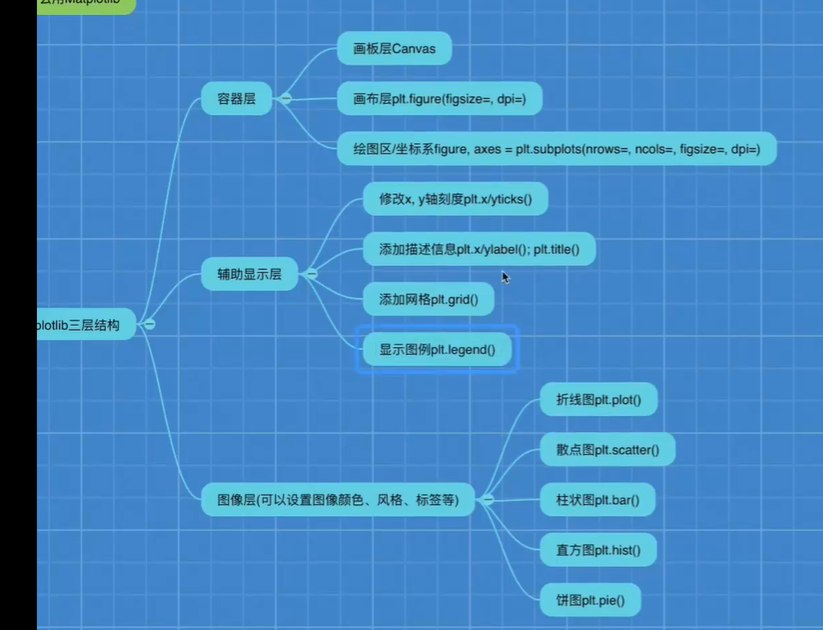 Matplotlib
画板层Canvas
容器层
画布层plt.figure(figsize=, dpi=)
绘图区/坐标系figure, axes = plt.subplots(nrows=, ncols=, figsize=, dpi=)
修改x, y轴刻度plt.x/yticks()
添加描述信息plt.x/ylabel(); plt.title()
辅助显示层
添加网格plt.grid()
plotlib三层结构
显示图例plt.legend()
折线图plt.plot()
散点图plt.scatter()
图像层(可以设置图像颜色、风格、标签等)
柱状图plt.bar()
直方图plt.hist()
饼图plt.pie()